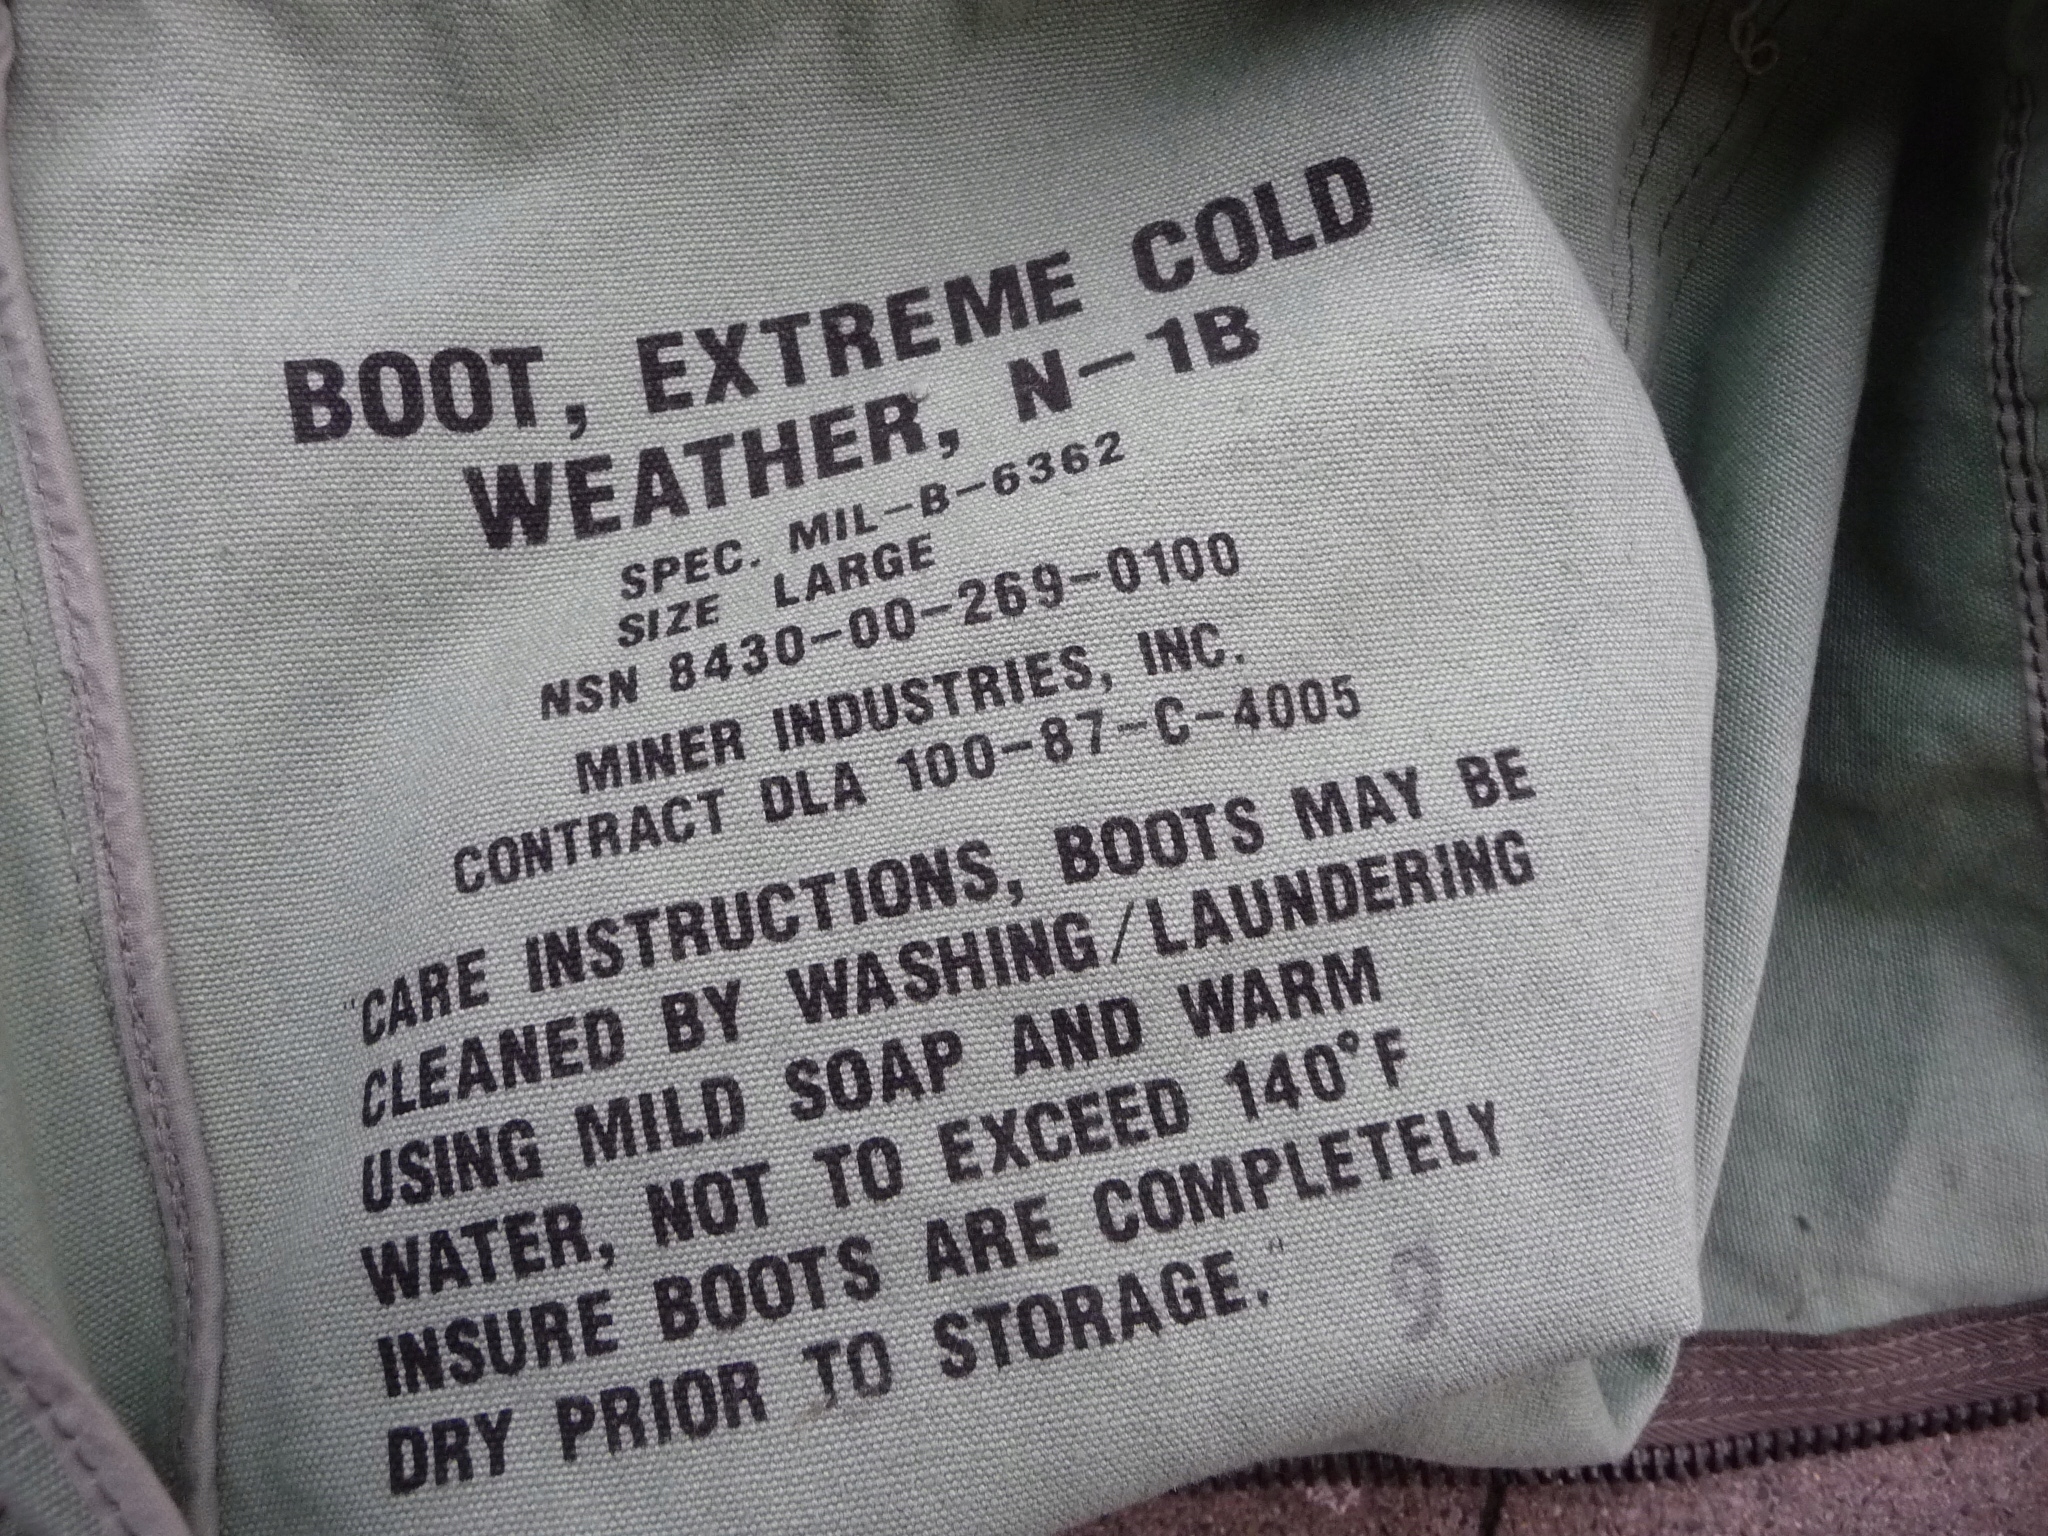 BOOT, EXTREME COLD
WEATHER, N-1B
SPEC. MIL-B-6362
SIZE LARGE
NSN 8430-00-269-0100
MINER INDUSTRIES, INC.
CONTRACT DLA 100-87-C-4005
"CARE INSTRUCTIONS, BOOTS MAY BE
CLEANED BY WASHING/LAUNDERING
USING MILD SOAP AND WARM
WATER, NOT TO EXCEED 140°F
INSURE BOOTS ARE COMPLETELY
DRY PRIOR TO STORAGE."